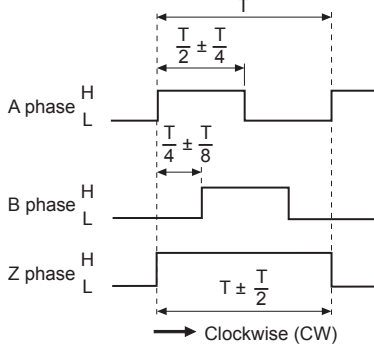 T
T/2 ± T/4
A phase H
L
T/4 ± T/8
B phase H
L
Z phase H
L
T ± T/2
Clockwise (CW)